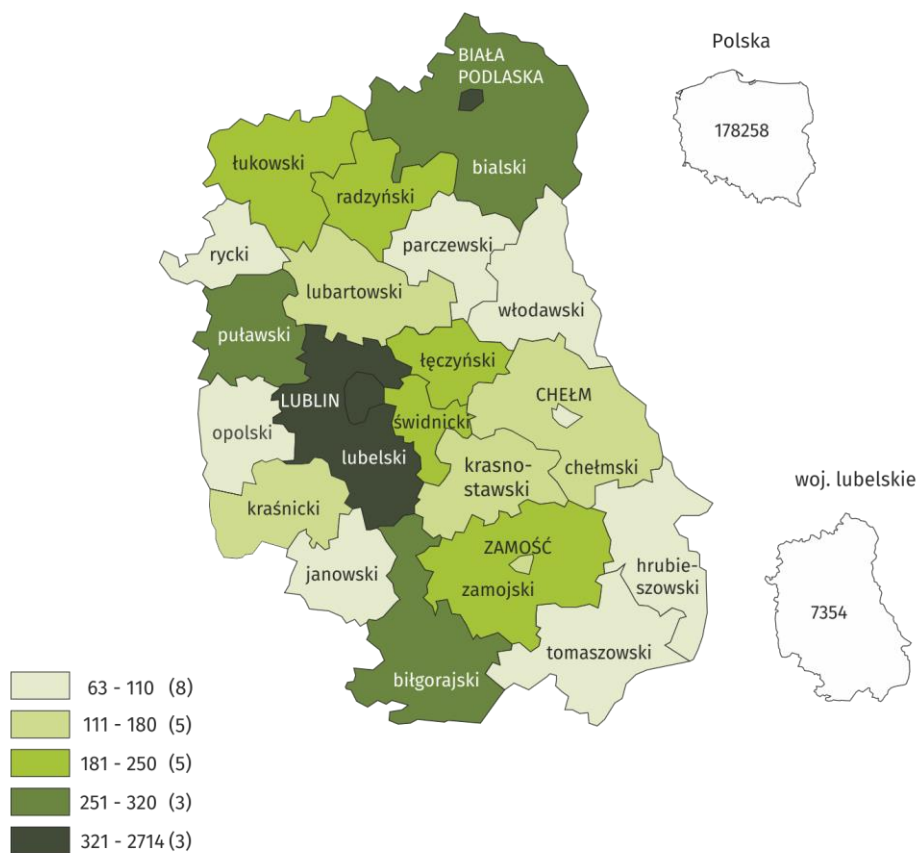 Polska
178258
BIAŁA
PODLASKA
bialski
łukowski
radzyński
rycki
parczewski
lubartowski
włodawski
puławski
łęczyński
CHEŁM
LUBLIN
świdnicki
opolski
lubelski
krasno-
stawski
chełmski
kraśnicki
ZAMOŚĆ
zamojski
janowski
hrubie-
szowski
tomaszowski
biłgorajski
woj. lubelskie
7354
63 - 110 (8)
111 - 180 (5)
181 - 250 (5)
251 - 320 (3)
321 - 2714 (3)